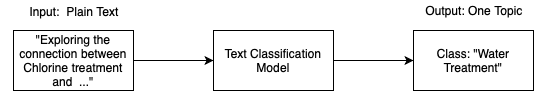 Input:  Plain Text
Output: One Topic
"Exploring the
connection between
Chlorine treatment
and  ..."
Text Classification
Model
Class: "Water
Treatment"